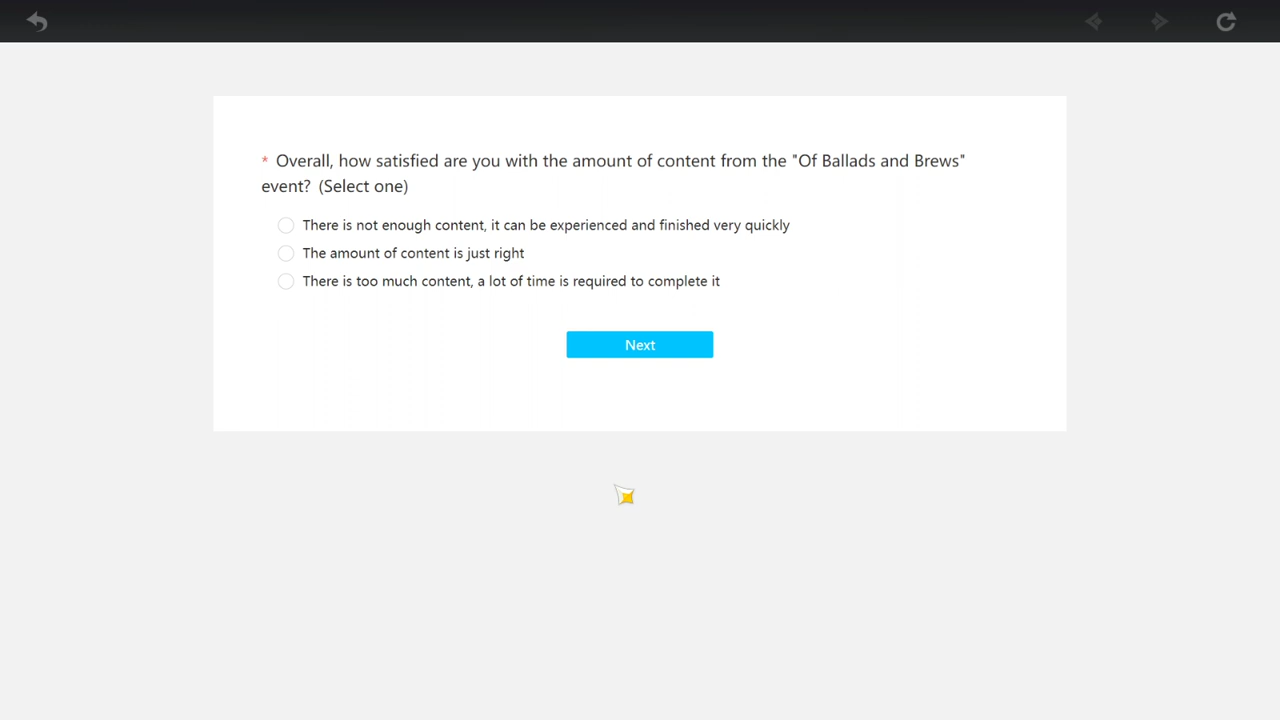 * Overall, how satisfied are you with the amount of content from the "Of Ballads and Brews"
event? (Select one)
There is not enough content, it can be experienced and finished very quickly
The amount of content is just right
There is too much content, a lot of time is required to complete it
Next